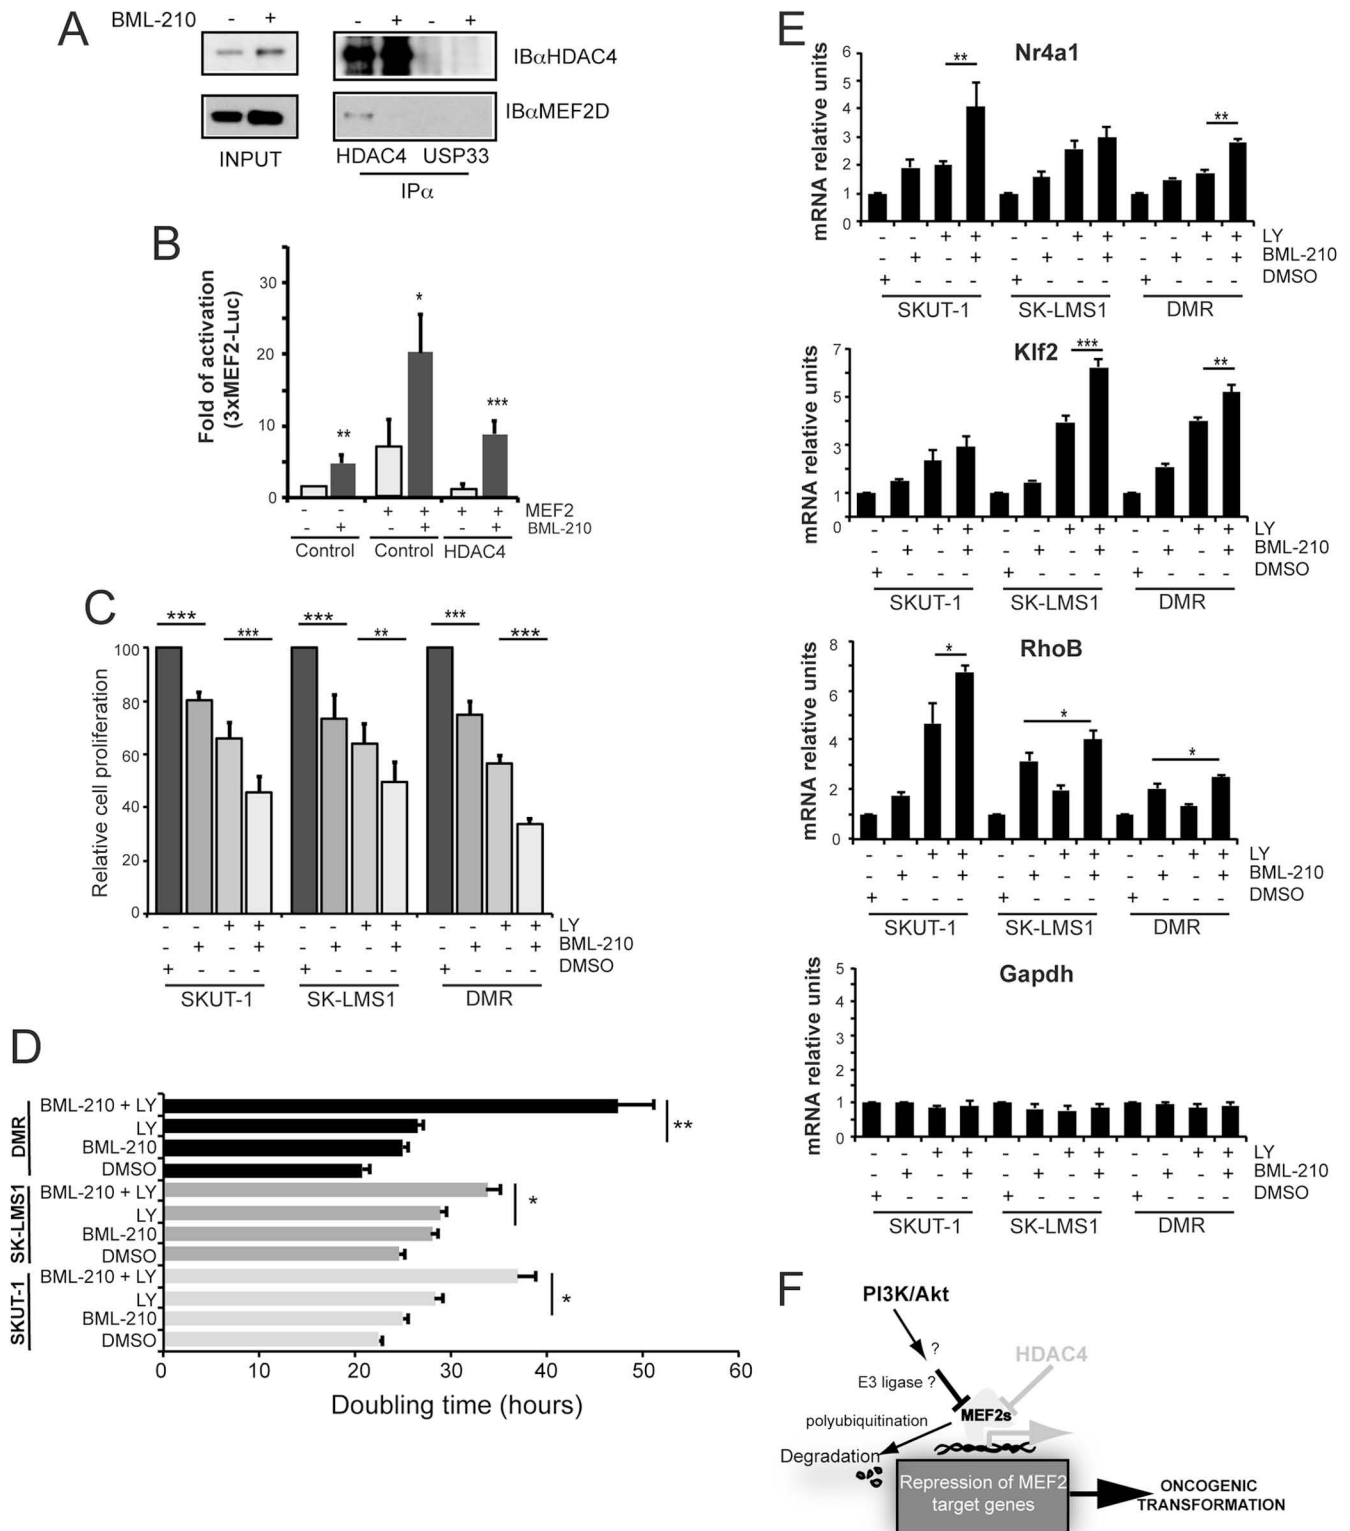 A
BML-210 - + - + - +
IBαHDAC4
IBαMEF2D
INPUT HDAC4 USP33
IPα
B
Fold of activation
(3xMEF2-Luc)
30
20
10
0
** * ***
- - + + + + MEF2
- + - + - + BML-210
Control Control HDAC4
C
*** *** *** ** *** ***
Relative cell proliferation
100
80
60
40
20
0
- - + + - - + + - - + + LY
- + - + - + - + - + - + BML-210
+ - - - + - - - + - - - DMSO
SKUT-1 SK-LMS1 DMR
D
DMR
BML-210 + LY
LY
BML-210
DMSO
**
SK-LMS1
BML-210 + LY
LY
BML-210
DMSO
*
SKUT-1
BML-210 + LY
LY
BML-210
DMSO
*
0 10 20 30 40 50 60
Doubling time (hours)
E
Nr4a1
mRNA relative units
6
5
4
3
2
1
0
** **
- - + + - - + + - - + + LY
- + - + - + - + - + - + BML-210
+ - - - + - - - + - - - DMSO
SKUT-1 SK-LMS1 DMR
Klf2
mRNA relative units
7
5
3
1
0
*** **
- - + + - - + + - - + + LY
- + - + - + - + - + - + BML-210
+ - - - + - - - + - - - DMSO
SKUT-1 SK-LMS1 DMR
RhoB
mRNA relative units
8
6
4
2
0
* * *
- - + + - - + + - - + + LY
- + - + - + - + - + - + BML-210
+ - - - + - - - + - - - DMSO
SKUT-1 SK-LMS1 DMR
Gapdh
mRNA relative units
5
4
3
2
1
0
- - + + - - + + - - + + LY
- + - + - + - + - + - + BML-210
+ - - - + - - - + - - - DMSO
SKUT-1 SK-LMS1 DMR
F
PI3K/Akt
?
HDAC4
E3 ligase ?
MEF2s
polyubiquitination
Degradation
Repression of MEF2
target genes
ONCOGENIC
TRANSFORMATION